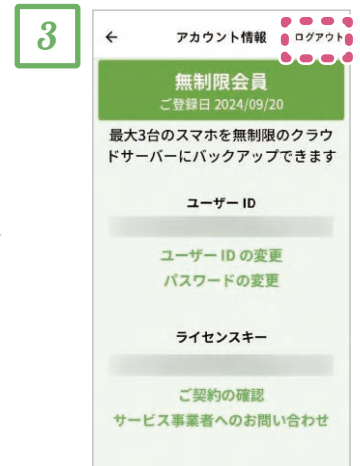 3
← アカウント情報 ログアウト
無制限会員
ご登録日 2024/09/20
最大3台のスマホを無制限のクラウ
ドサーバーにバックアップできます
ユーザー ID
ユーザー ID の変更
パスワードの変更
ライセンスキー
ご契約の確認
サービス事業者へのお問い合わせ